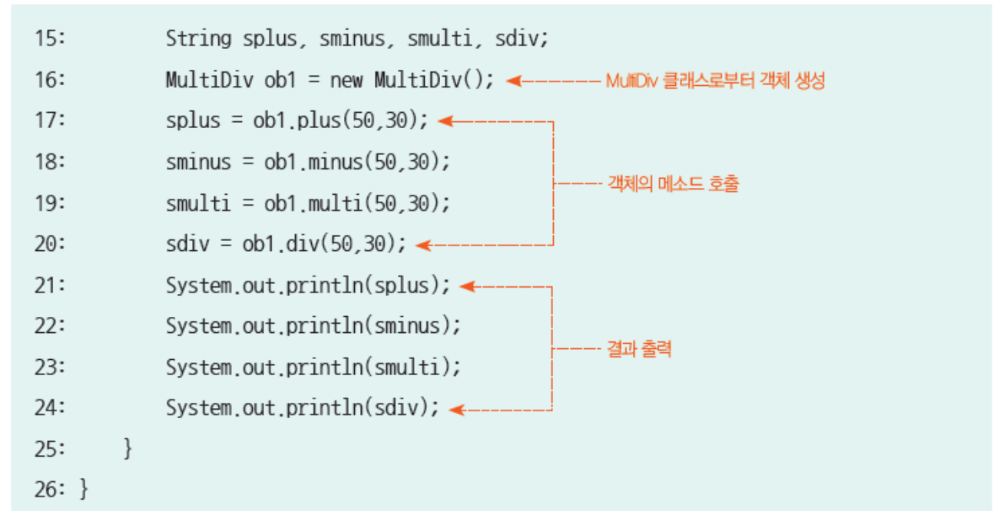 15: String splus, sminus, smulti, sdiv;
16: MultiDiv ob1 = new MultiDiv(); MultiDiv 클래스로부터 객체 생성
17: splus = ob1.plus(50,30);
18: sminus = ob1.minus(50,30);
객체의 메소드 호출
19: smulti = ob1.multi(50,30);
20: sdiv = ob1.div(50,30);
21: System.out.println(splus);
22: System.out.println(sminus);
결과 출력
23: System.out.println(smulti);
24: System.out.println(sdiv);
25: }
26: }